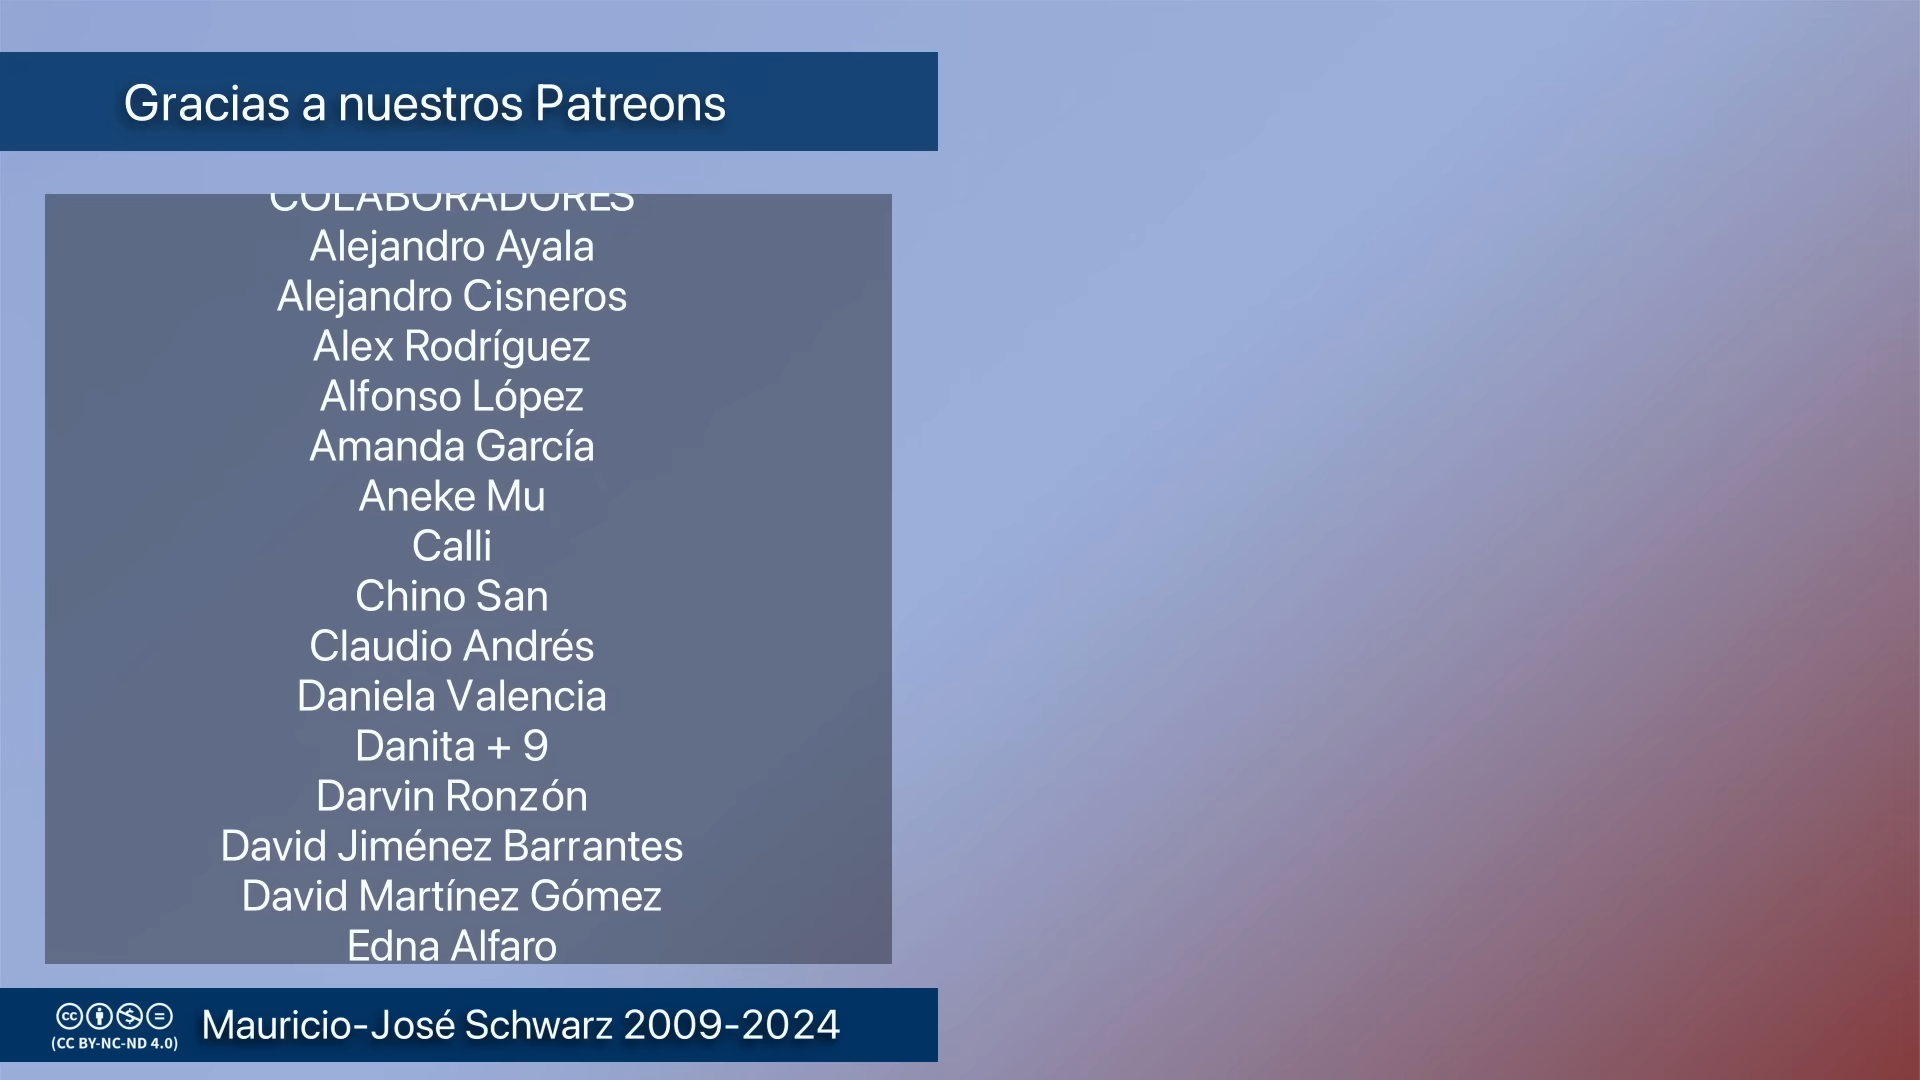 Gracias a nuestros Patreons
COLABORADORES
Alejandro Ayala
Alejandro Cisneros
Alex Rodríguez
Alfonso López
Amanda García
Aneke Mu
Calli
Chino San
Claudio Andrés
Daniela Valencia
Danita + 9
Darvin Ronzón
David Jiménez Barrantes
David Martínez Gómez
Edna Alfaro
(CC BY-NC-ND 4.0)
Mauricio-José Schwarz 2009-2024